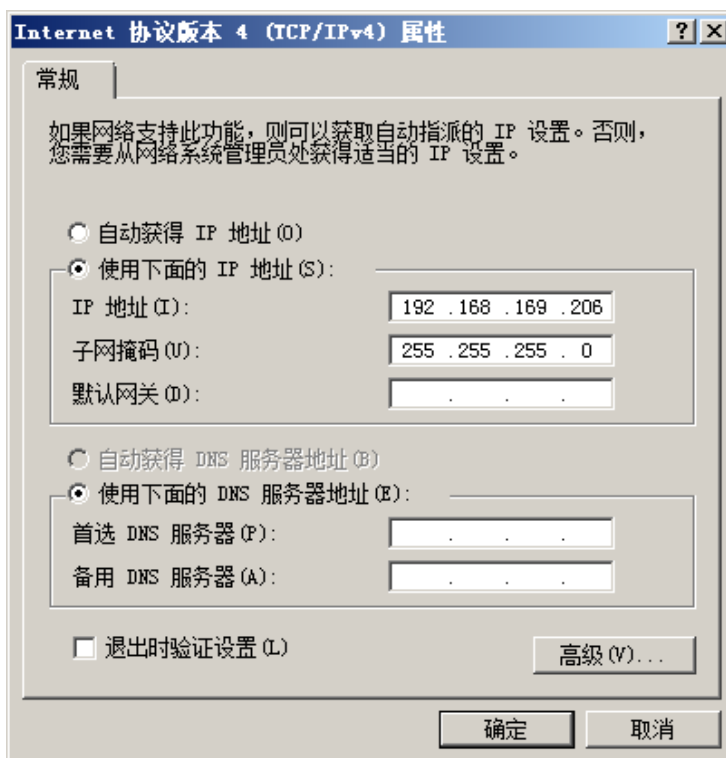 Internet 协议版本 4 (TCP/IPv4) 属性
常规
如果网络支持此功能，则可以获取自动指派的 IP 设置。否则，
您需要从网络系统管理员处获得适当的 IP 设置。
自动获得 IP 地址(O)
使用下面的 IP 地址(S):
IP 地址(I): 192 .168 .169 .206
子网掩码(U): 255 .255 .255 . 0
默认网关(D): . . .
自动获得 DNS 服务器地址(B)
使用下面的 DNS 服务器地址(E):
首选 DNS 服务器(P): . . .
备用 DNS 服务器(A): . . .
退出时验证设置(L)
高级(V)...
确定 取消